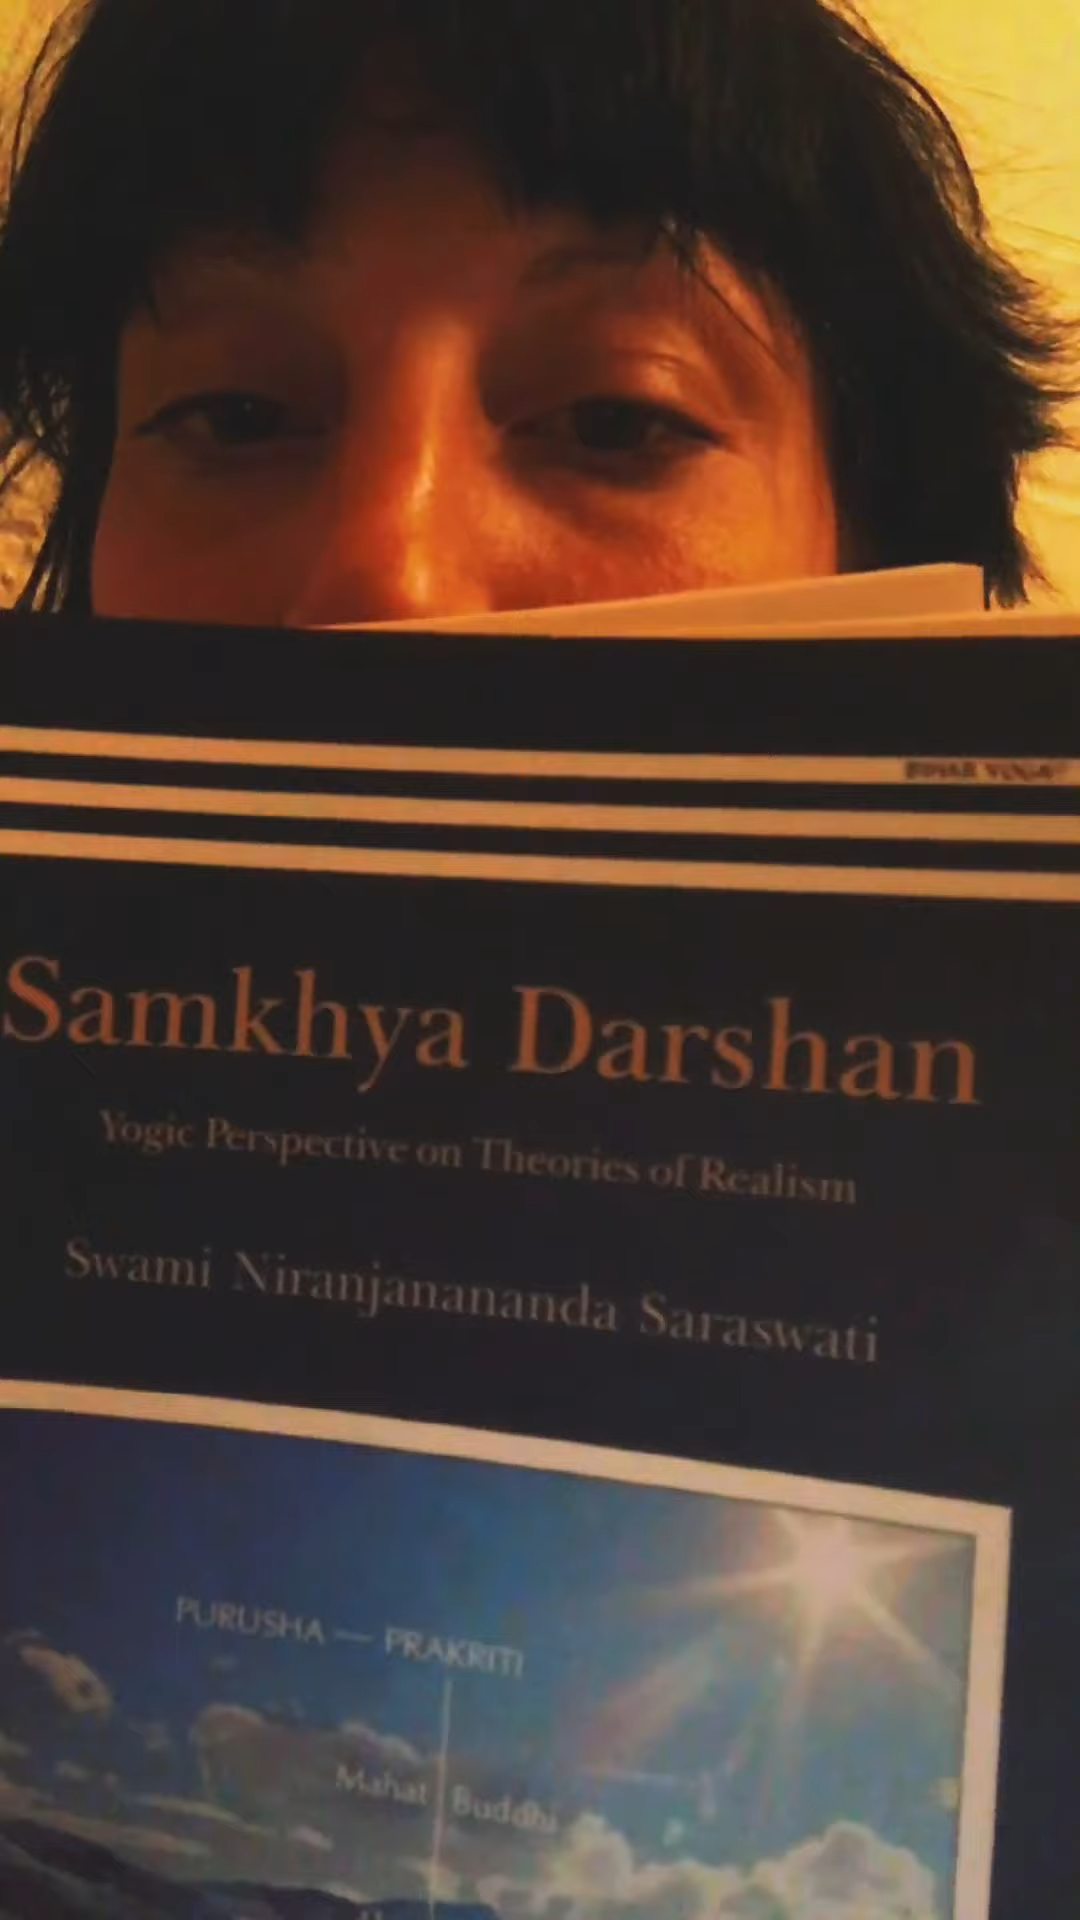 BIHAR YOGA
Samkhya Darshan
Yogic Perspective on Theories of Realism
Swami Niranjanananda Saraswati
PURUSHA — PRAKRITI
Mahat Buddhi